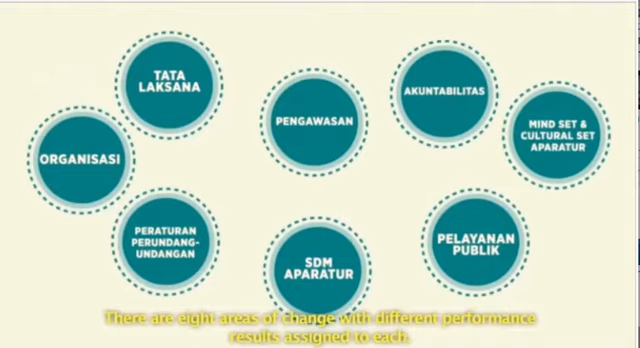 TATA
LAKSANA
AKUNTABILITAS
PENGAWASAN
MIND SET &
CULTURAL SET
APARATUR
ORGANISASI
PERATURAN
PERUNDANG-
UNDANGAN
SDM
APARATUR
PELAYANAN
PUBLIK
There are eight areas of change with different performance
results assigned to each.